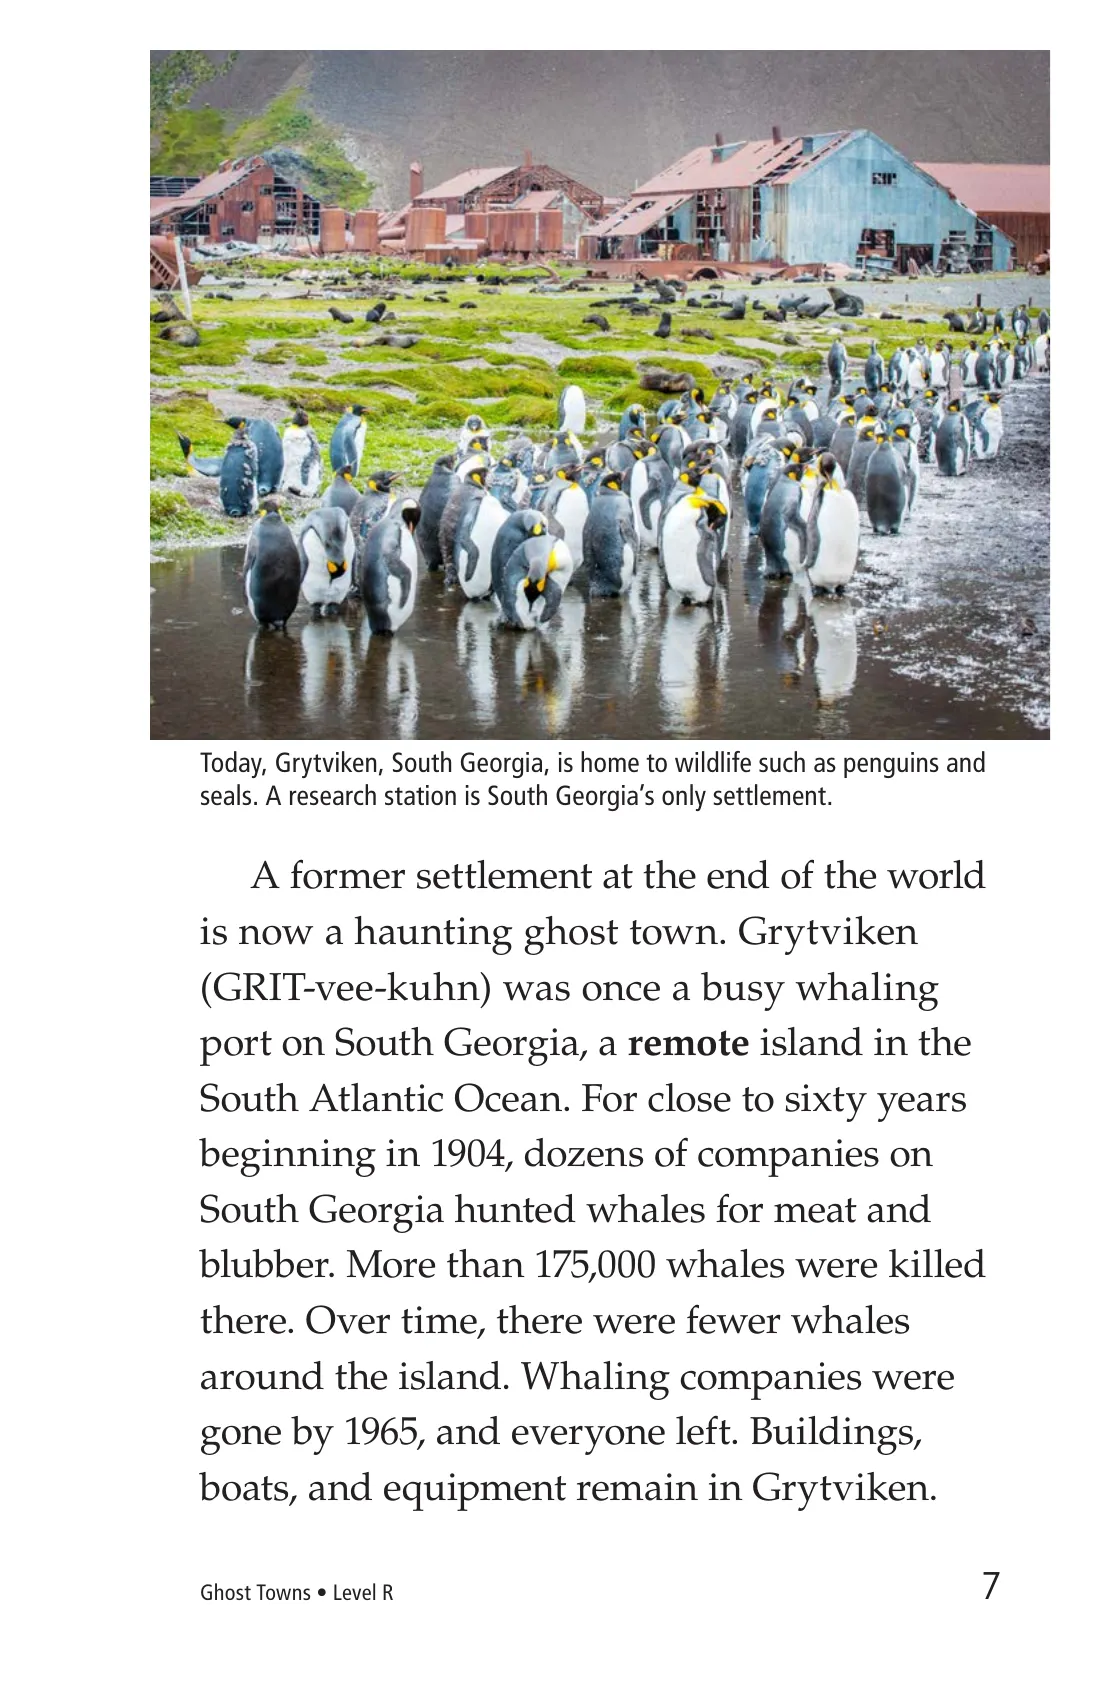 Today, Grytviken, South Georgia, is home to wildlife such as penguins and
seals. A research station is South Georgia’s only settlement.
A former settlement at the end of the world
is now a haunting ghost town. Grytviken
(GRIT-vee-kuhn) was once a busy whaling
port on South Georgia, a remote island in the
South Atlantic Ocean. For close to sixty years
beginning in 1904, dozens of companies on
South Georgia hunted whales for meat and
blubber. More than 175,000 whales were killed
there. Over time, there were fewer whales
around the island. Whaling companies were
gone by 1965, and everyone left. Buildings,
boats, and equipment remain in Grytviken.
Ghost Towns • Level R
7